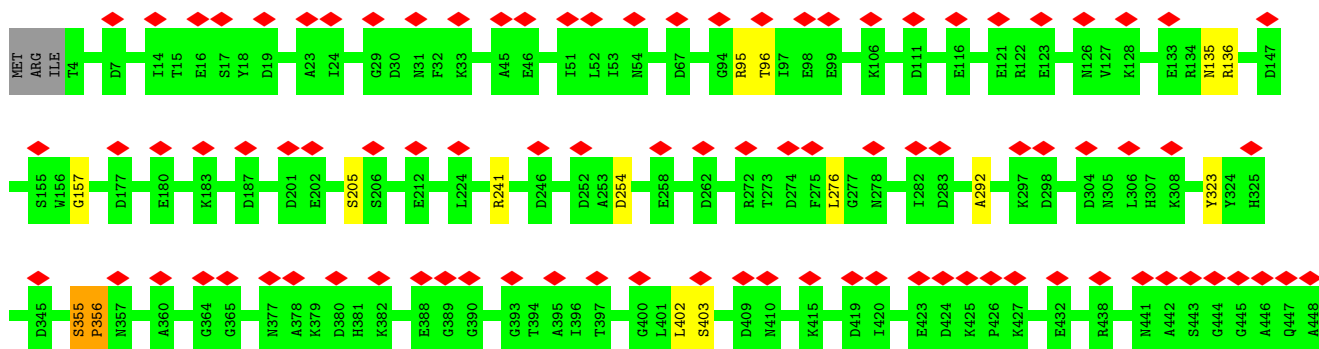 MET ARG ILE T4 D7 I14 T15 E16 S17 Y18 D19 A23 I24 G29 D30 N31 F32 K33 A45 E46 I51 L52 I53 N54 D67 G94 R95 T96 I97 E98 E99 K106 D111 E116 E121 R122 E123 N126 V127 K128 E133 R134 N135 R136 D147
S155 W156 G157 D177 E180 K183 D187 D201 E202 S205 S206 E212 L224 R241 D246 D252 A253 D254 E258 D262 R272 T273 D274 F275 L276 G277 N278 I282 D283 A292 K297 D298 D304 N305 L306 H307 K308 Y323 Y324 H325
D345 S355 P356 N357 A360 G364 G365 N377 A378 K379 D380 H381 K382 E388 G389 G390 G393 T394 A395 I396 T397 G400 L401 L402 S403 D409 N410 K415 D419 I420 E423 D424 K425 P426 K427 E432 R438 N441 A442 S443 G444 G445 A446 Q447 A448